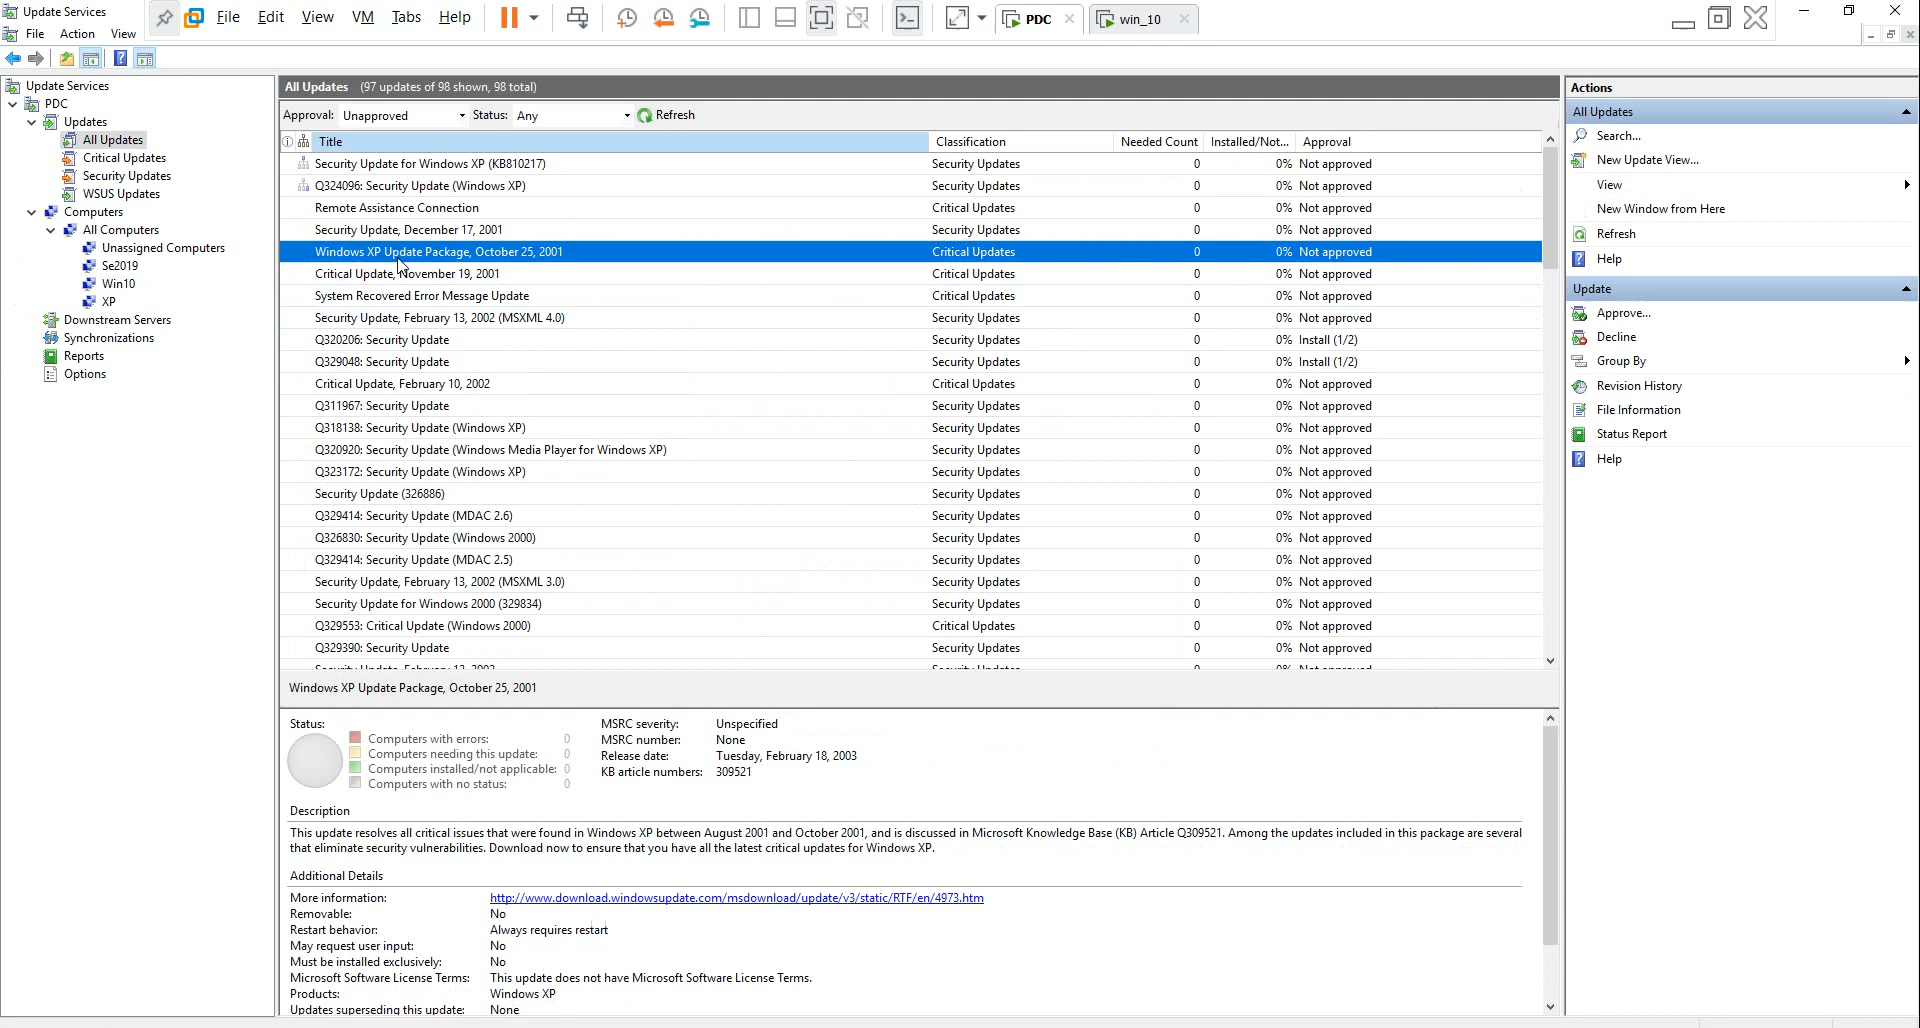 Update Services
File Edit View VM Tabs Help
PDC
win_10
File Action View
Update Services
PDC
Updates
All Updates
Critical Updates
Security Updates
WSUS Updates
Computers
All Computers
Unassigned Computers
Se2019
Win10
XP
Downstream Servers
Synchronizations
Reports
Options
All Updates (97 updates of 98 shown, 98 total)
Approval: Unapproved Status: Any Refresh
Title Classification Needed Count Installed/Not... Approval
Security Update for Windows XP (KB810217) Security Updates 0 0% Not approved
Q324096: Security Update (Windows XP) Security Updates 0 0% Not approved
Remote Assistance Connection Critical Updates 0 0% Not approved
Security Update, December 17, 2001 Security Updates 0 0% Not approved
Windows XP Update Package, October 25, 2001 Critical Updates 0 0% Not approved
Critical Update, November 19, 2001 Critical Updates 0 0% Not approved
System Recovered Error Message Update Critical Updates 0 0% Not approved
Security Update, February 13, 2002 (MSXML 4.0) Security Updates 0 0% Not approved
Q320206: Security Update Security Updates 0 0% Install (1/2)
Q329048: Security Update Security Updates 0 0% Install (1/2)
Critical Update, February 10, 2002 Critical Updates 0 0% Not approved
Q311967: Security Update Security Updates 0 0% Not approved
Q318138: Security Update (Windows XP) Security Updates 0 0% Not approved
Q320920: Security Update (Windows Media Player for Windows XP) Security Updates 0 0% Not approved
Q323172: Security Update (Windows XP) Security Updates 0 0% Not approved
Security Update (326886) Security Updates 0 0% Not approved
Q329414: Security Update (MDAC 2.6) Security Updates 0 0% Not approved
Q326830: Security Update (Windows 2000) Security Updates 0 0% Not approved
Q329414: Security Update (MDAC 2.5) Security Updates 0 0% Not approved
Security Update, February 13, 2002 (MSXML 3.0) Security Updates 0 0% Not approved
Security Update for Windows 2000 (329834) Security Updates 0 0% Not approved
Q329553: Critical Update (Windows 2000) Critical Updates 0 0% Not approved
Q329390: Security Update Security Updates 0 0% Not approved
Security Update, February 13, 2002 Security Updates 0 0% Not approved
Windows XP Update Package, October 25, 2001
Status:
Computers with errors: 0
Computers needing this update: 0
Computers installed/not applicable: 0
Computers with no status: 0
MSRC severity: Unspecified
MSRC number: None
Release date: Tuesday, February 18, 2003
KB article numbers: 309521
Description
This update resolves all critical issues that were found in Windows XP between August 2001 and October 2001, and is discussed in Microsoft Knowledge Base (KB) Article Q309521. Among the updates included in this package are several
that eliminate security vulnerabilities. Download now to ensure that you have all the latest critical updates for Windows XP.
Additional Details
More information: http://www.download.windowsupdate.com/msdownload/update/v3/static/RTF/en/4973.htm
Removable: No
Restart behavior: Always requires restart
May request user input: No
Must be installed exclusively: No
Microsoft Software License Terms: This update does not have Microsoft Software License Terms.
Products: Windows XP
Updates superseding this update: None
Actions
All Updates
Search...
New Update View...
View
New Window from Here
Refresh
Help
Update
Approve...
Decline
Group By
Revision History
File Information
Status Report
Help